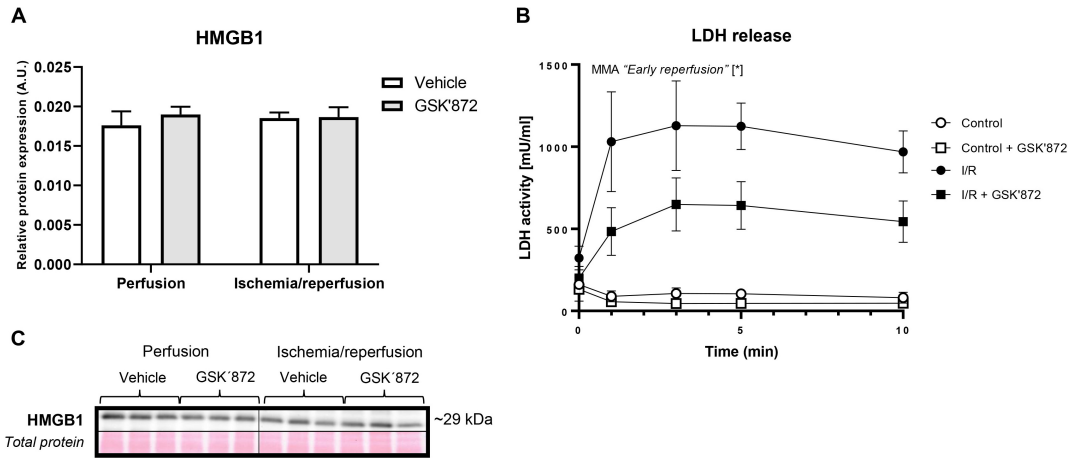 A
HMGB1
Relative protein expression (A.U.)
0.025
0.020
0.015
0.010
0.005
0.000
Perfusion
Ischemia/reperfusion
Vehicle
GSK'872
B
LDH release
MMA “Early reperfusion” [*]
LDH activity [mU/ml]
1500
1000
500
0
0
5
10
Time (min)
Control
Control + GSK'872
I/R
I/R + GSK'872
C
Perfusion
Ischemia/reperfusion
Vehicle
GSK´872
Vehicle
GSK´872
HMGB1
~29 kDa
Total protein